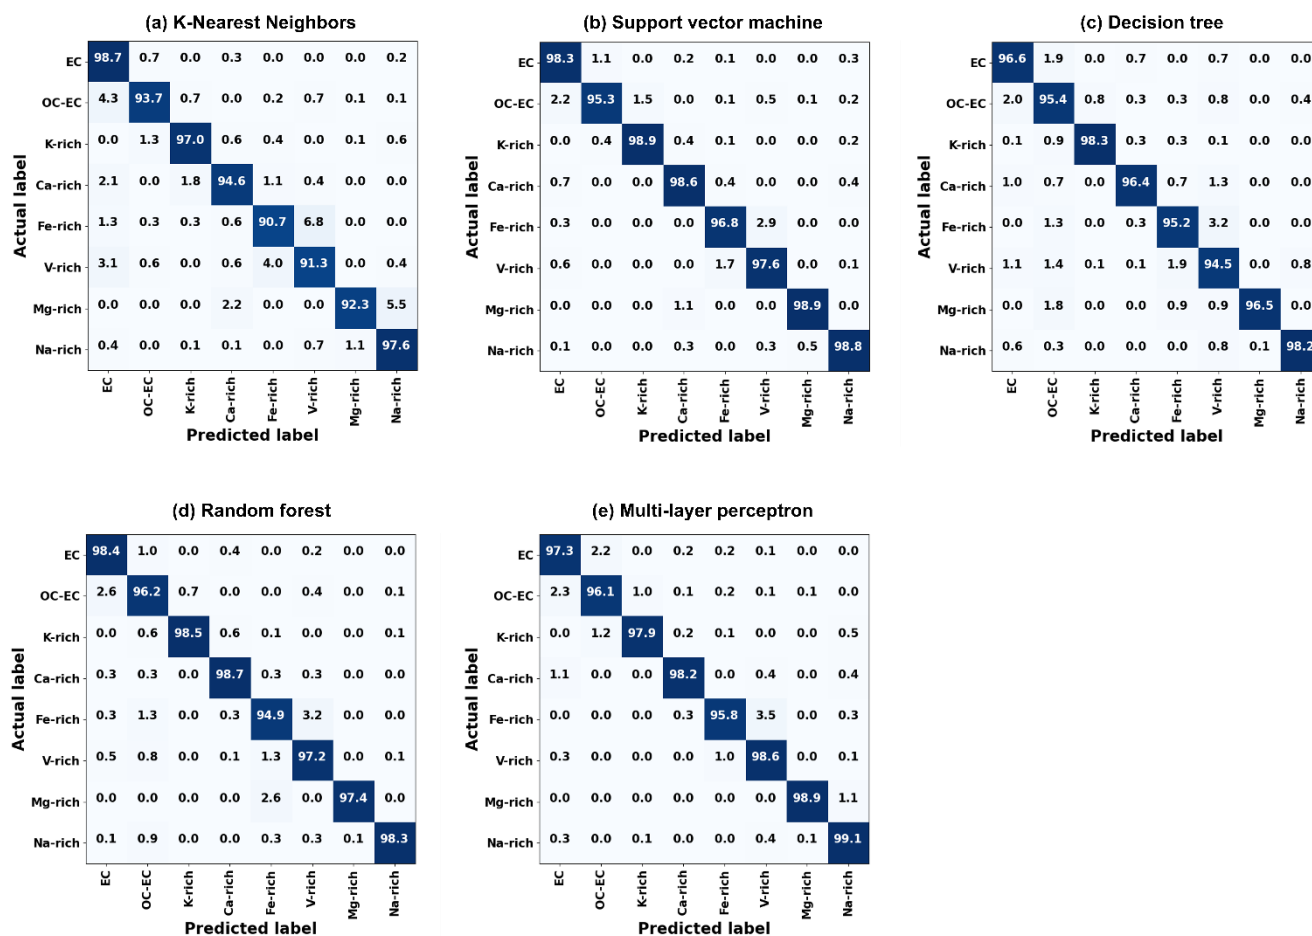 (a) K-Nearest Neighbors
EC 98.7 0.7 0.0 0.3 0.0 0.0 0.0 0.2
OC-EC 4.3 93.7 0.7 0.0 0.2 0.7 0.1 0.1
K-rich 0.0 1.3 97.0 0.6 0.4 0.0 0.1 0.6
Ca-rich 2.1 0.0 1.8 94.6 1.1 0.4 0.0 0.0
Fe-rich 1.3 0.3 0.3 0.6 90.7 6.8 0.0 0.0
V-rich 3.1 0.6 0.0 0.6 4.0 91.3 0.0 0.4
Mg-rich 0.0 0.0 0.0 2.2 0.0 0.0 92.3 5.5
Na-rich 0.4 0.0 0.1 0.1 0.0 0.7 1.1 97.6
Actual label
EC OC-EC K-rich Ca-rich Fe-rich V-rich Mg-rich Na-rich
Predicted label
(b) Support vector machine
EC 98.3 1.1 0.0 0.2 0.1 0.0 0.0 0.3
OC-EC 2.2 95.3 1.5 0.0 0.1 0.5 0.1 0.2
K-rich 0.0 0.4 98.9 0.4 0.1 0.0 0.0 0.2
Ca-rich 0.7 0.0 0.0 98.6 0.4 0.0 0.0 0.4
Fe-rich 0.3 0.0 0.0 0.0 96.8 2.9 0.0 0.0
V-rich 0.6 0.0 0.0 0.0 1.7 97.6 0.0 0.1
Mg-rich 0.0 0.0 0.0 1.1 0.0 0.0 98.9 0.0
Na-rich 0.1 0.0 0.0 0.3 0.0 0.3 0.5 98.8
Actual label
EC OC-EC K-rich Ca-rich Fe-rich V-rich Mg-rich Na-rich
Predicted label
(c) Decision tree
EC 96.6 1.9 0.0 0.7 0.0 0.7 0.0 0.0
OC-EC 2.0 95.4 0.8 0.3 0.3 0.8 0.0 0.4
K-rich 0.1 0.9 98.3 0.3 0.3 0.1 0.0 0.0
Ca-rich 1.0 0.7 0.0 96.4 0.7 1.3 0.0 0.0
Fe-rich 0.0 1.3 0.0 0.3 95.2 3.2 0.0 0.0
V-rich 1.1 1.4 0.1 0.1 1.9 94.5 0.0 0.8
Mg-rich 0.0 1.8 0.0 0.0 0.9 0.9 96.5 0.0
Na-rich 0.6 0.3 0.0 0.0 0.0 0.8 0.1 98.2
Actual label
EC OC-EC K-rich Ca-rich Fe-rich V-rich Mg-rich Na-rich
Predicted label
(d) Random forest
EC 98.4 1.0 0.0 0.4 0.0 0.2 0.0 0.0
OC-EC 2.6 96.2 0.7 0.0 0.0 0.4 0.0 0.1
K-rich 0.0 0.6 98.5 0.6 0.1 0.0 0.0 0.1
Ca-rich 0.3 0.3 0.0 98.7 0.3 0.3 0.0 0.0
Fe-rich 0.3 1.3 0.0 0.3 94.9 3.2 0.0 0.0
V-rich 0.5 0.8 0.0 0.1 1.3 97.2 0.0 0.1
Mg-rich 0.0 0.0 0.0 0.0 2.6 0.0 97.4 0.0
Na-rich 0.1 0.9 0.0 0.0 0.3 0.3 0.1 98.3
Actual label
EC OC-EC K-rich Ca-rich Fe-rich V-rich Mg-rich Na-rich
Predicted label
(e) Multi-layer perceptron
EC 97.3 2.2 0.0 0.2 0.2 0.1 0.0 0.0
OC-EC 2.3 96.1 1.0 0.1 0.2 0.1 0.1 0.0
K-rich 0.0 1.2 97.9 0.2 0.1 0.0 0.0 0.5
Ca-rich 1.1 0.0 0.0 98.2 0.0 0.4 0.0 0.4
Fe-rich 0.0 0.0 0.0 0.3 95.8 3.5 0.0 0.3
V-rich 0.3 0.0 0.0 0.0 1.0 98.6 0.0 0.1
Mg-rich 0.0 0.0 0.0 0.0 0.0 0.0 98.9 1.1
Na-rich 0.3 0.0 0.1 0.0 0.0 0.4 0.1 99.1
Actual label
EC OC-EC K-rich Ca-rich Fe-rich V-rich Mg-rich Na-rich
Predicted label